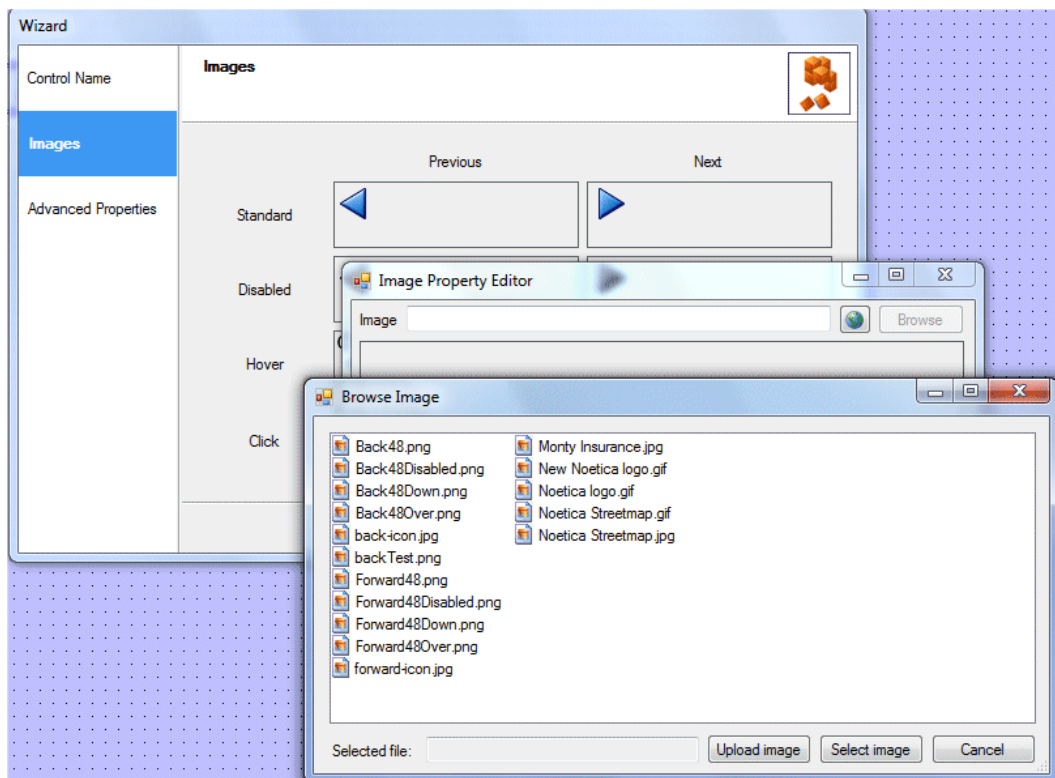 Wizard
Control Name
Images
Advanced Properties
Images
Previous Next
Standard
Disabled
Hover
Click
Image Property Editor
Image Browse
Browse Image
Back48.png
Back48Disabled.png
Back48Down.png
Back48Over.png
back-icon.jpg
backTest.png
Forward48.png
Forward48Disabled.png
Forward48Down.png
Forward48Over.png
forward-icon.jpg
Monty Insurance.jpg
New Noetica logo.gif
Noetica logo.gif
Noetica Streetmap.gif
Noetica Streetmap.jpg
Selected file: Upload image Select image Cancel